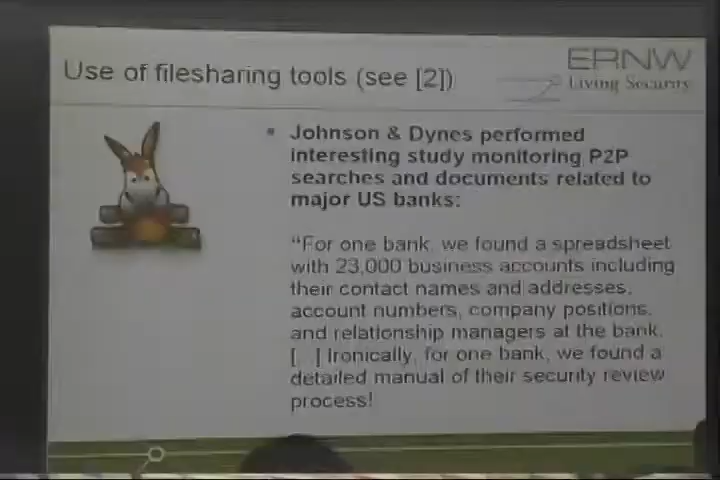 Use of filesharing tools (see [2])
ERNW
Living Security
Johnson & Dynes performed
interesting study monitoring P2P
searches and documents related to
major US banks:
“For one bank, we found a spreadsheet
with 23,000 business accounts including
their contact names and addresses,
account numbers, company positions,
and relationship managers at the bank.
[ ] Ironically, for one bank, we found a
detailed manual of their security review
process!